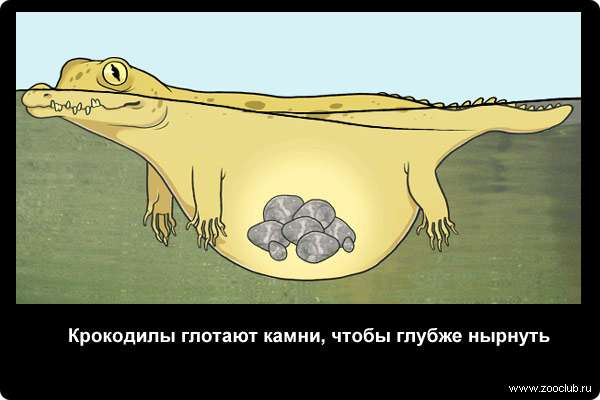 Крокодилы глотают камни, чтобы глубже нырнуть
www.zooclub.ru